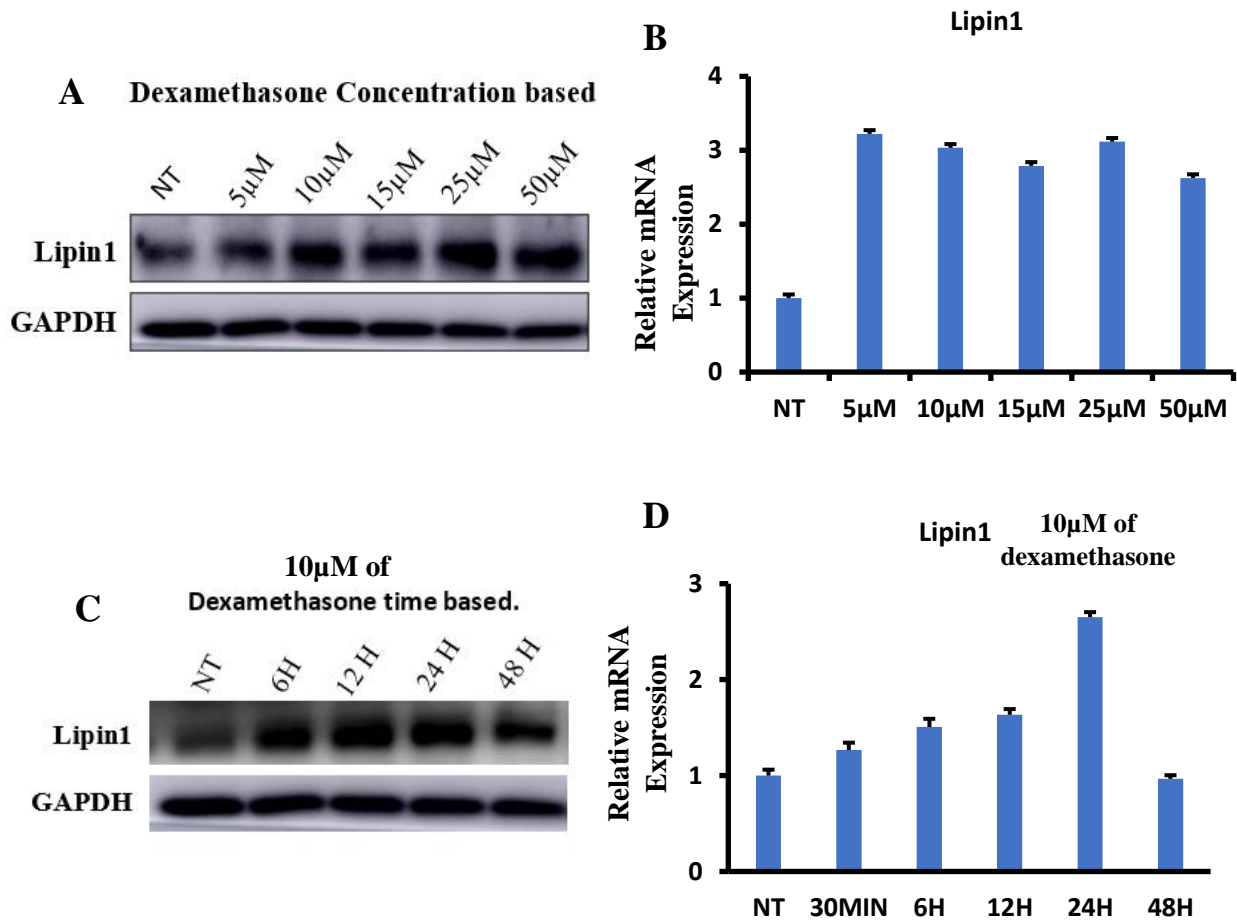 A
Dexamethasone Concentration based
NT 5µM 10µM 15µM 25µM 50µM
Lipin1
GAPDH
B
Lipin1
Relative mRNA
Expression
4
3
2
1
0
NT 5µM 10µM 15µM 25µM 50µM
C
10µM of
Dexamethasone time based.
NT 6H 12 H 24 H 48 H
Lipin1
GAPDH
D
Lipin1
10µM of
dexamethasone
Relative mRNA
Expression
3
2
1
0
NT 30MIN 6H 12H 24H 48H